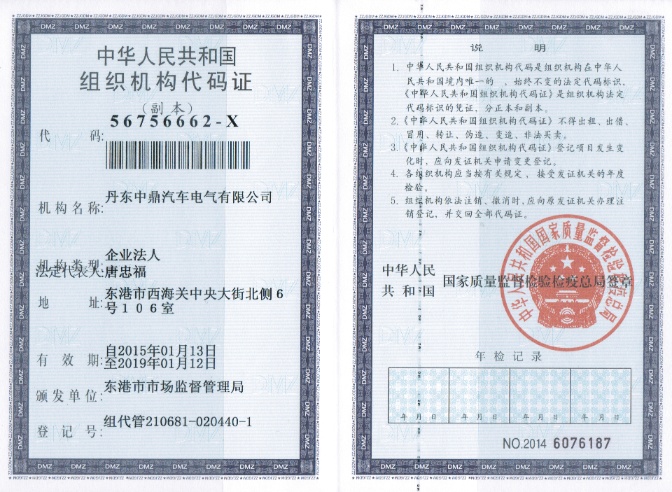 中华人民共和国
组织机构代码证
(副本)
代 码: 56756662-X
机构名称: 丹东中鼎汽车电气有限公司
机构类型: 企业法人
法定代表人: 唐忠福
地 址: 东港市西海关中央大街北侧6
号106室
有 效 期: 自2015年01月13日
至2019年01月12日
颁发单位: 东港市市场监督管理局
登 记 号: 组代管210681-020440-1
说 明
1. 中华人民共和国组织机构代码是组织机构在中华人
民共和国境内唯一的、始终不变的法定代码标识,
《中华人民共和国组织机构代码证》是组织机构法定
代码标识的凭证、分正本和副本。
2. 《中华人民共和国组织机构代码证》不得出租、出借、
冒用、转让、伪造、变造、非法买卖。
3. 《中华人民共和国组织机构代码证》登记项目发生变
化时、应向发证机关申请变更登记。
4. 各组织机构应当按有关规定、接受发证机关的年度
检验。
5. 组织机构依法注销、撤消时,应向原发证机关办理注
销登记、并交回全部代码证。
中华人民
共和国
国家质量监督检验检疫总局签章
年检记录
年 月 日 年 月 日 年 月 日 年 月 日
NO.2014 6076187